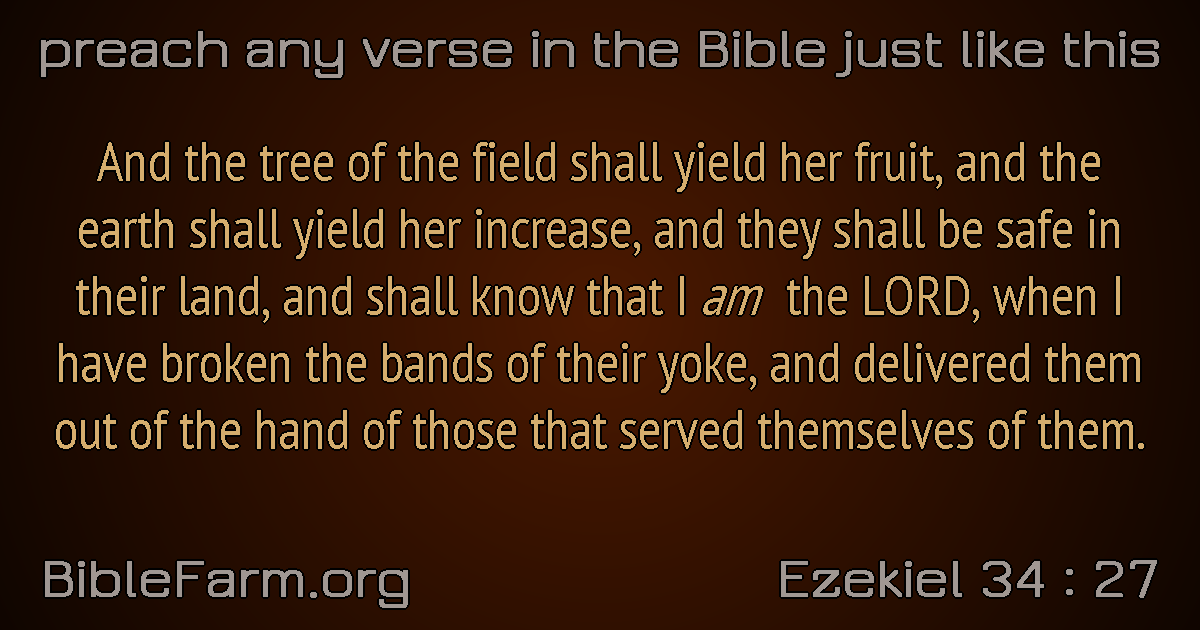 preach any verse in the Bible just like this
And the tree of the field shall yield her fruit, and the
earth shall yield her increase, and they shall be safe in
their land, and shall know that I am the LORD, when I
have broken the bands of their yoke, and delivered them
out of the hand of those that served themselves of them.
BibleFarm.org
Ezekiel 34 : 27